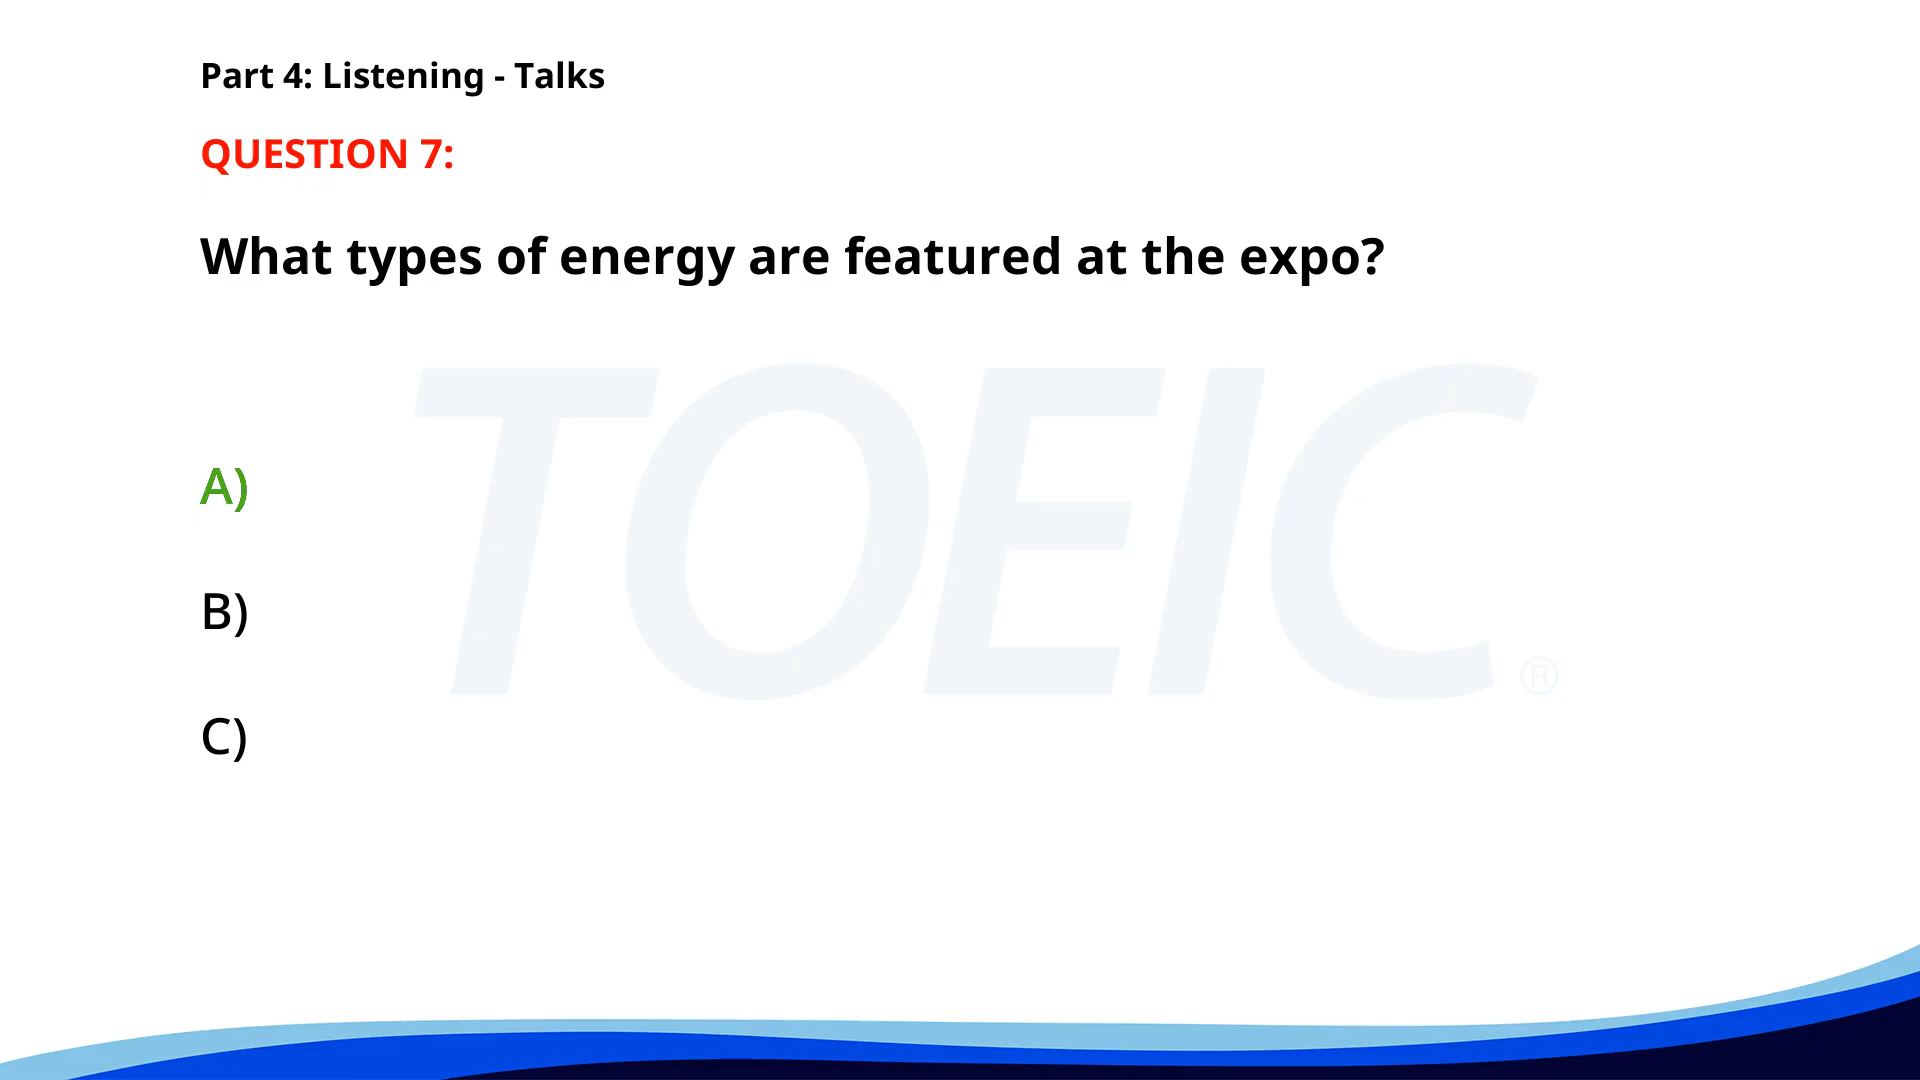 Part 4: Listening - Talks
QUESTION 7:
What types of energy are featured at the expo?
TOEIC®
A)
B)
C)